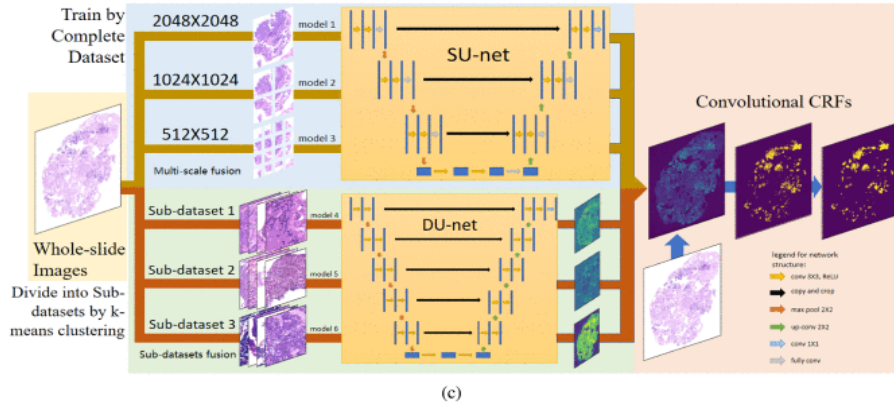 Train by
Complete
Dataset
2048X2048
model 1
1024X1024
model 2
512X512
model 3
Multi-scale fusion
SU-net
Convolutional CRFs
Whole-slide
Images
Divide into Sub-
datasets by k-
means clustering
Sub-dataset 1
model 4
Sub-dataset 2
model 5
Sub-dataset 3
model 6
Sub-datasets fusion
DU-net
legend for network
structure:
conv 3X3, ReLU
copy and crop
max pool 2X2
up conv 2X2
conv 1X1
fully conv
(c)